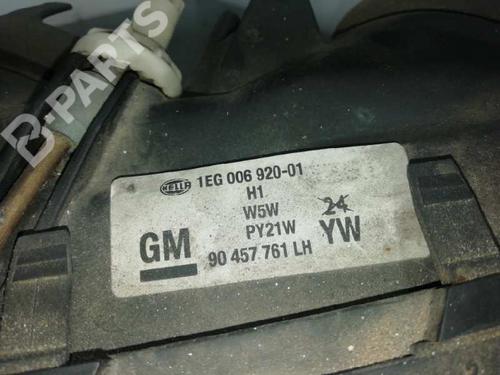 B-PARTS
HELLA 1EG 006 920-01
H1
W5W 24
PY21W YW
GM 90 457 761 LH